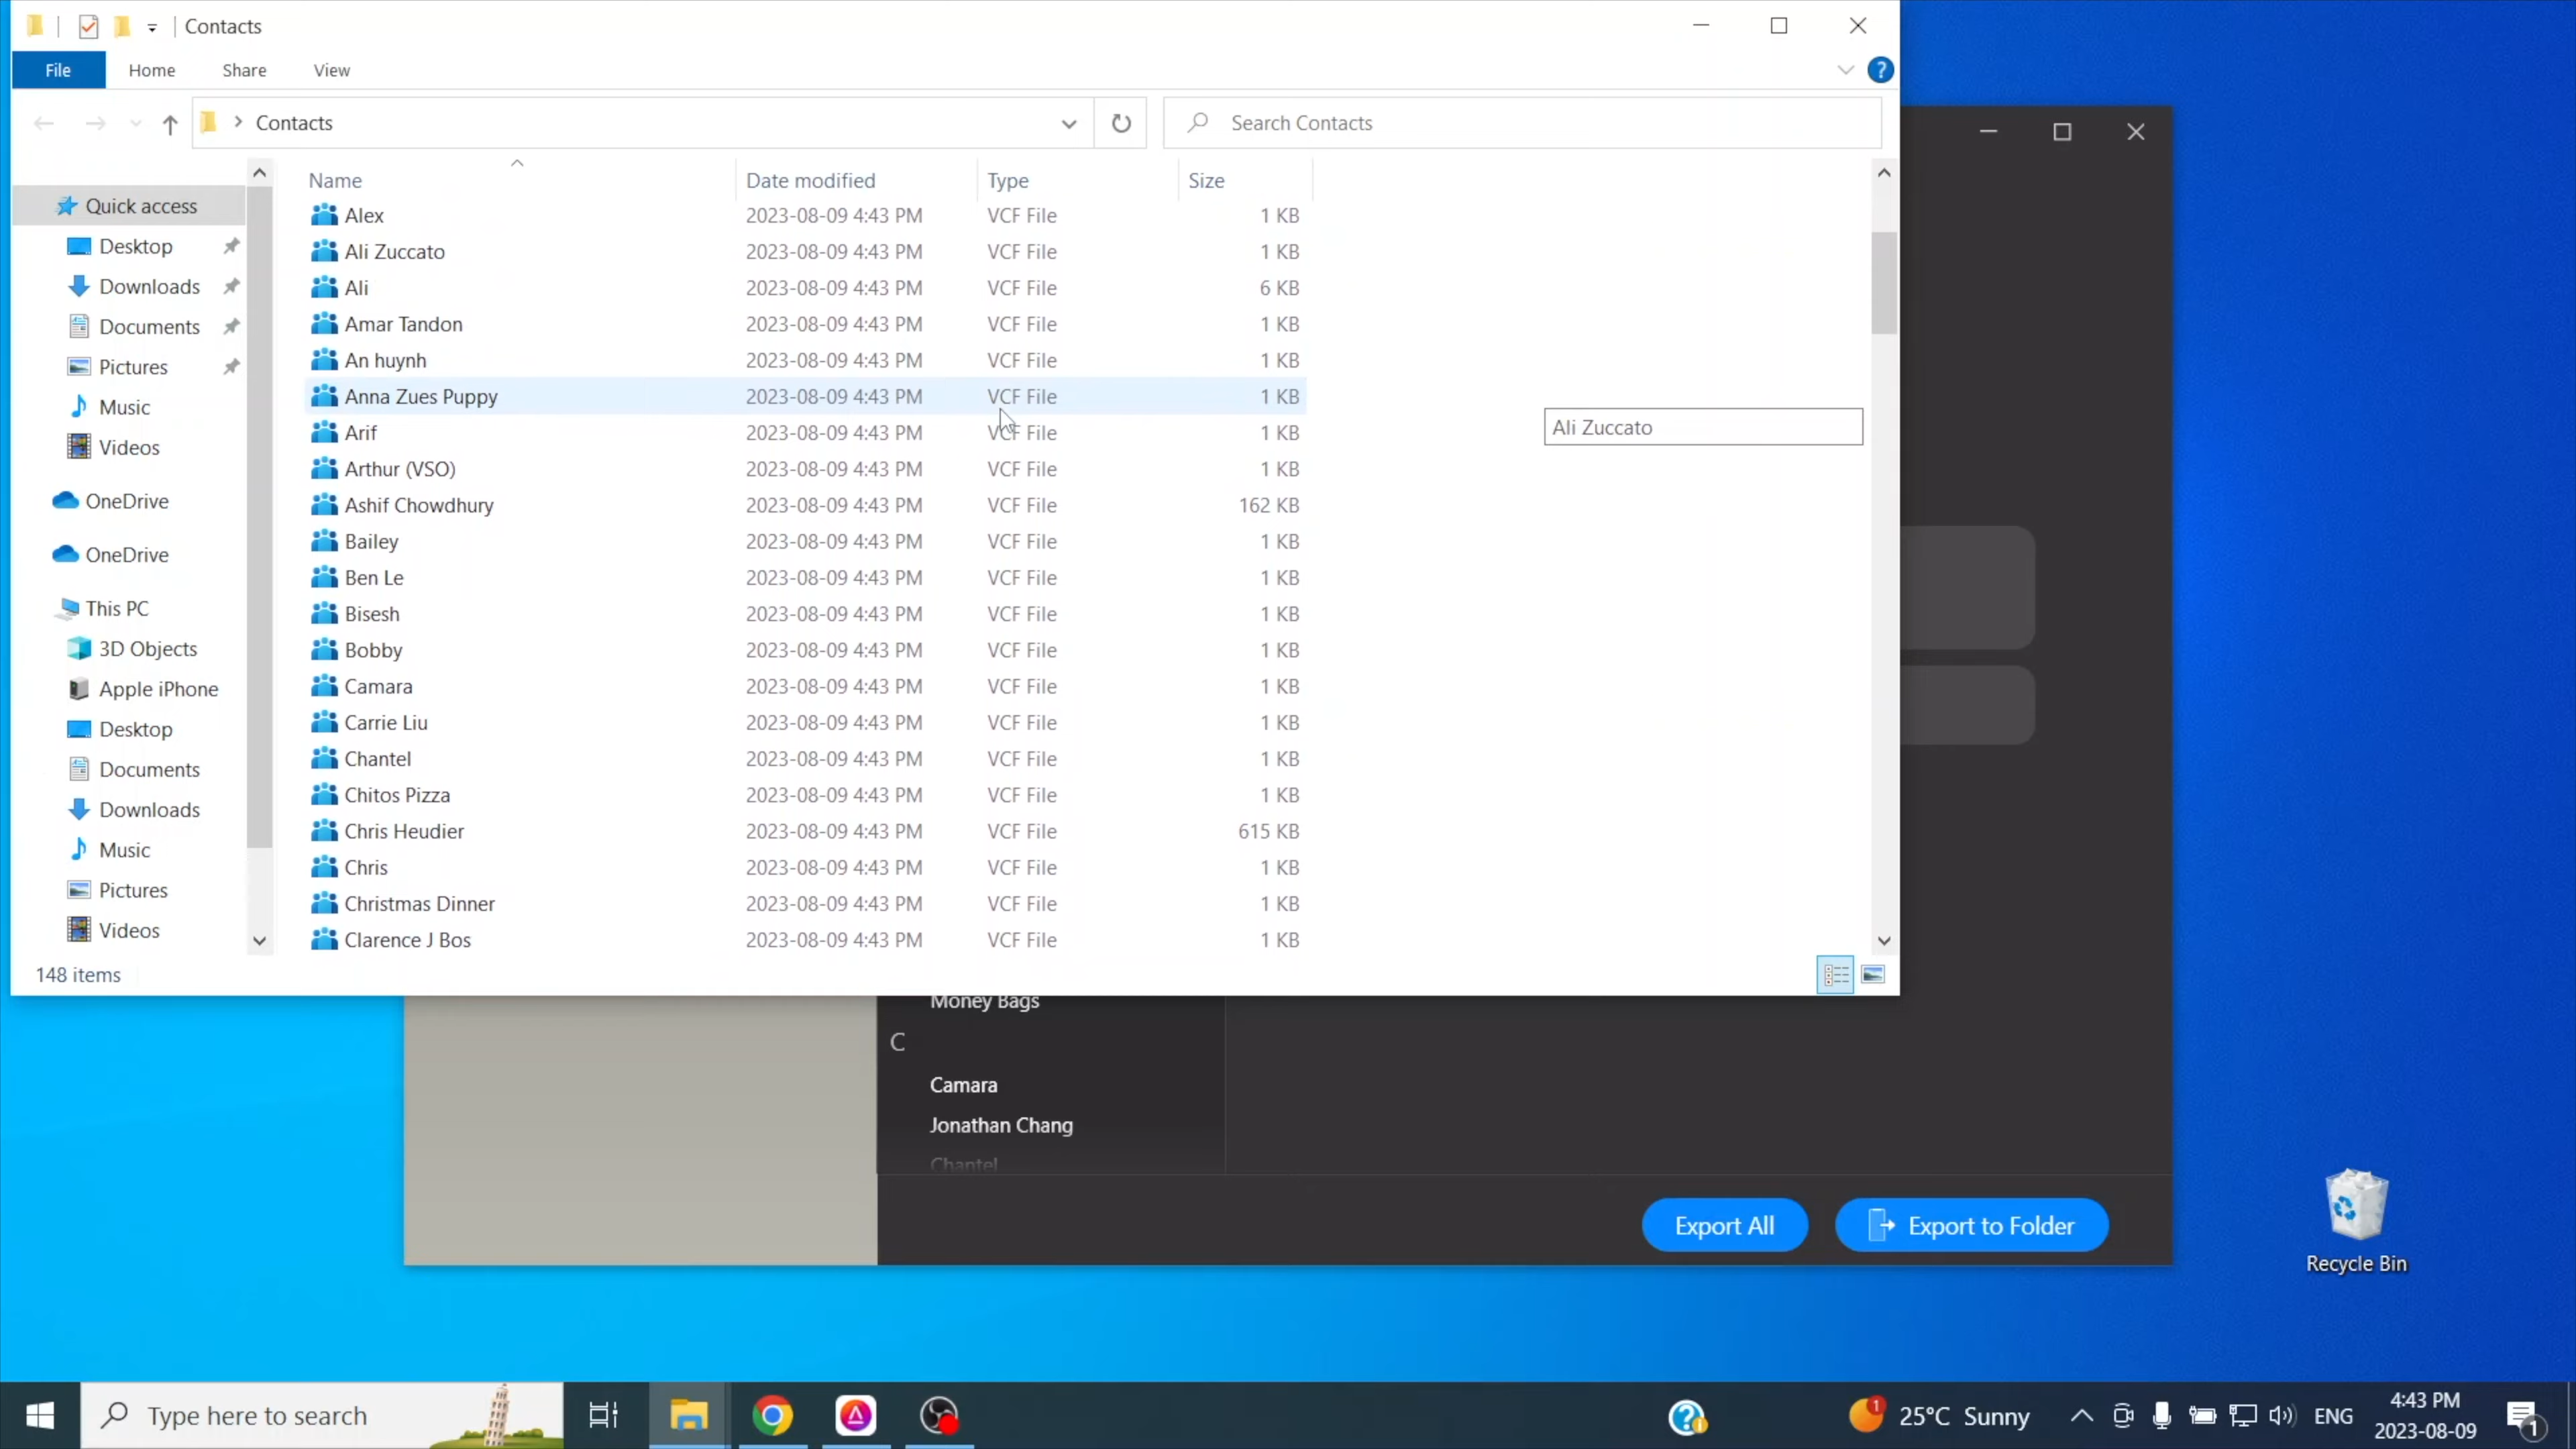 Contacts
File Home Share View
Contacts
Search Contacts
Name Date modified Type Size
Quick access
Desktop
Downloads
Documents
Pictures
Music
Videos
OneDrive
OneDrive
This PC
3D Objects
Apple iPhone
Desktop
Documents
Downloads
Music
Pictures
Videos
Alex 2023-08-09 4:43 PM VCF File 1 KB
Ali Zuccato 2023-08-09 4:43 PM VCF File 1 KB
Ali 2023-08-09 4:43 PM VCF File 6 KB
Amar Tandon 2023-08-09 4:43 PM VCF File 1 KB
An huynh 2023-08-09 4:43 PM VCF File 1 KB
Anna Zues Puppy 2023-08-09 4:43 PM VCF File 1 KB
Arif 2023-08-09 4:43 PM VCF File 1 KB
Arthur (VSO) 2023-08-09 4:43 PM VCF File 1 KB
Ashif Chowdhury 2023-08-09 4:43 PM VCF File 162 KB
Bailey 2023-08-09 4:43 PM VCF File 1 KB
Ben Le 2023-08-09 4:43 PM VCF File 1 KB
Bisesh 2023-08-09 4:43 PM VCF File 1 KB
Bobby 2023-08-09 4:43 PM VCF File 1 KB
Camara 2023-08-09 4:43 PM VCF File 1 KB
Carrie Liu 2023-08-09 4:43 PM VCF File 1 KB
Chantel 2023-08-09 4:43 PM VCF File 1 KB
Chitos Pizza 2023-08-09 4:43 PM VCF File 1 KB
Chris Heudier 2023-08-09 4:43 PM VCF File 615 KB
Chris 2023-08-09 4:43 PM VCF File 1 KB
Christmas Dinner 2023-08-09 4:43 PM VCF File 1 KB
Clarence J Bos 2023-08-09 4:43 PM VCF File 1 KB
Ali Zuccato
148 items
Money Bags
C
Camara
Jonathan Chang
Chantel
Export All
Export to Folder
Recycle Bin
Type here to search
1
25°C Sunny
ENG
4:43 PM
2023-08-09
1